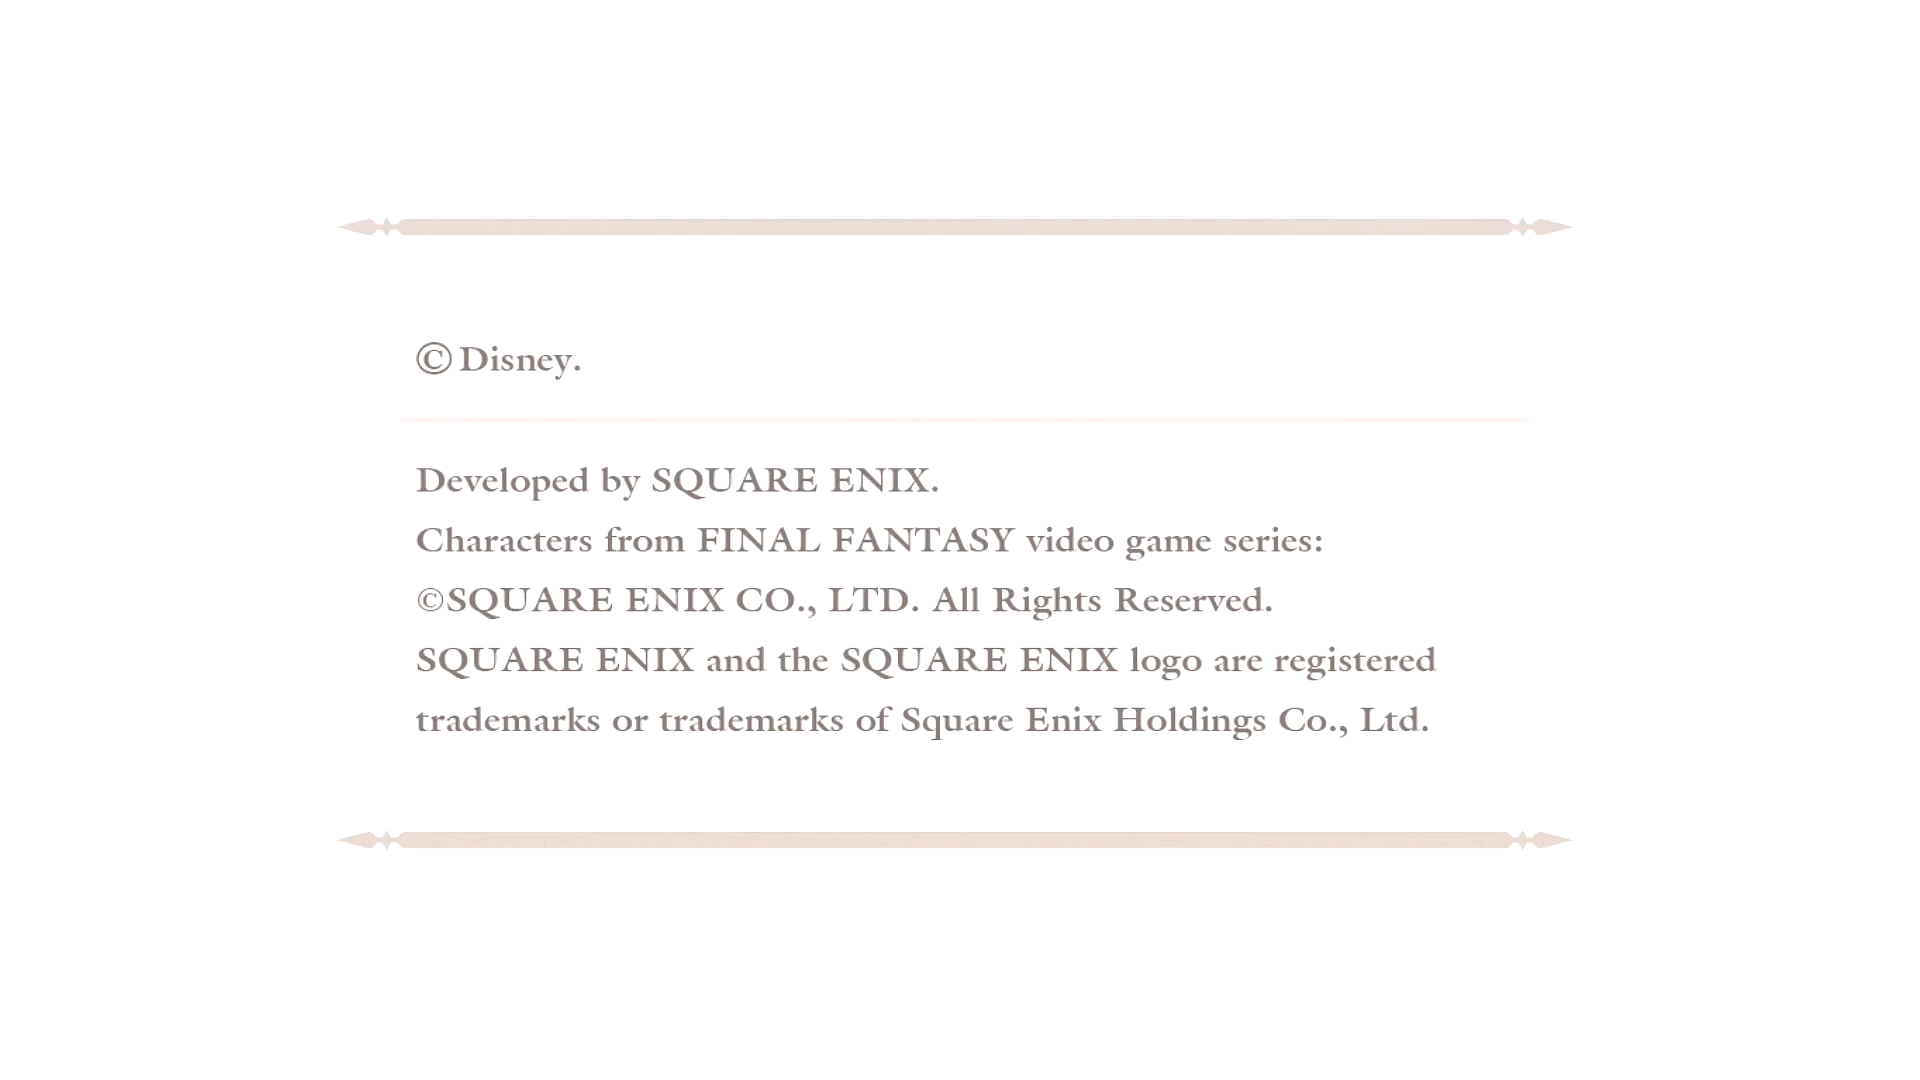 © Disney.
Developed by SQUARE ENIX.
Characters from FINAL FANTASY video game series:
©SQUARE ENIX CO., LTD. All Rights Reserved.
SQUARE ENIX and the SQUARE ENIX logo are registered
trademarks or trademarks of Square Enix Holdings Co., Ltd.